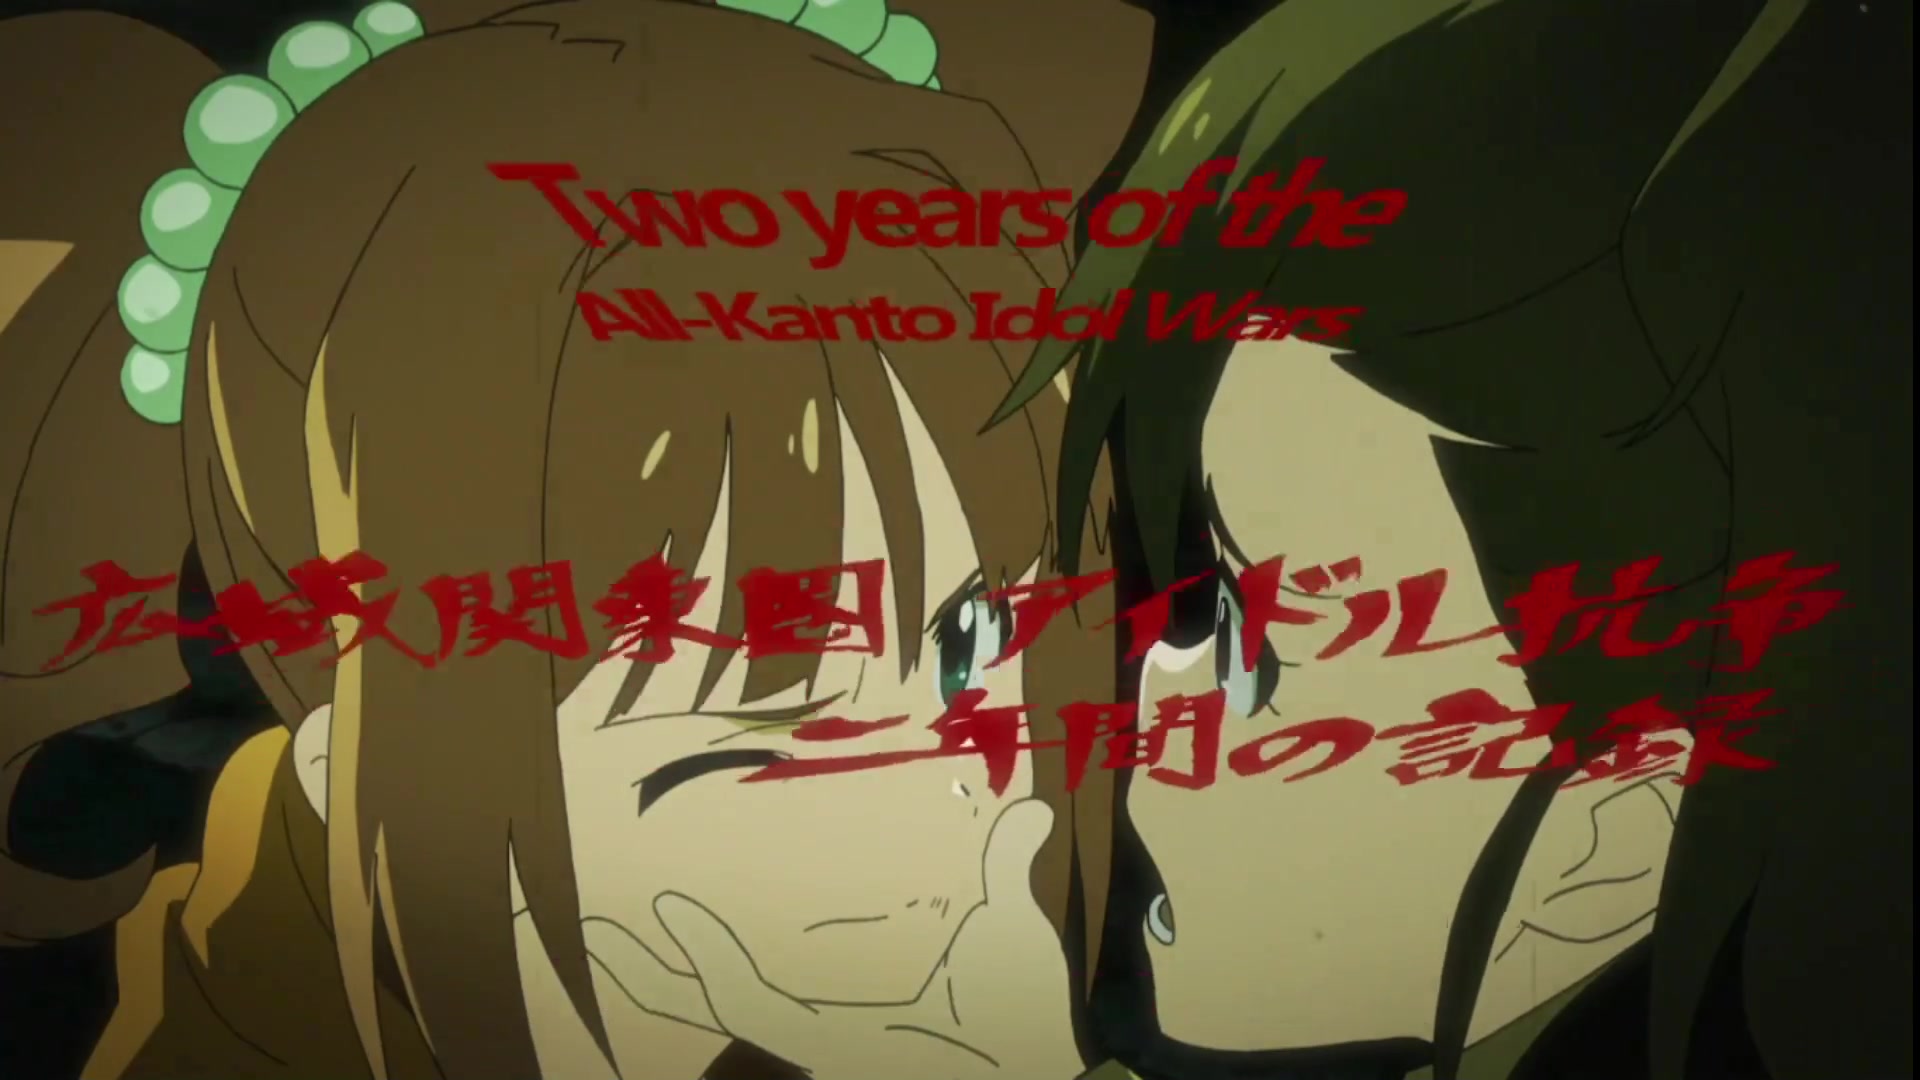 Two years of the
All-Kanto Idol Wars
広域関東圏 アイドル抗争
二年間の記録